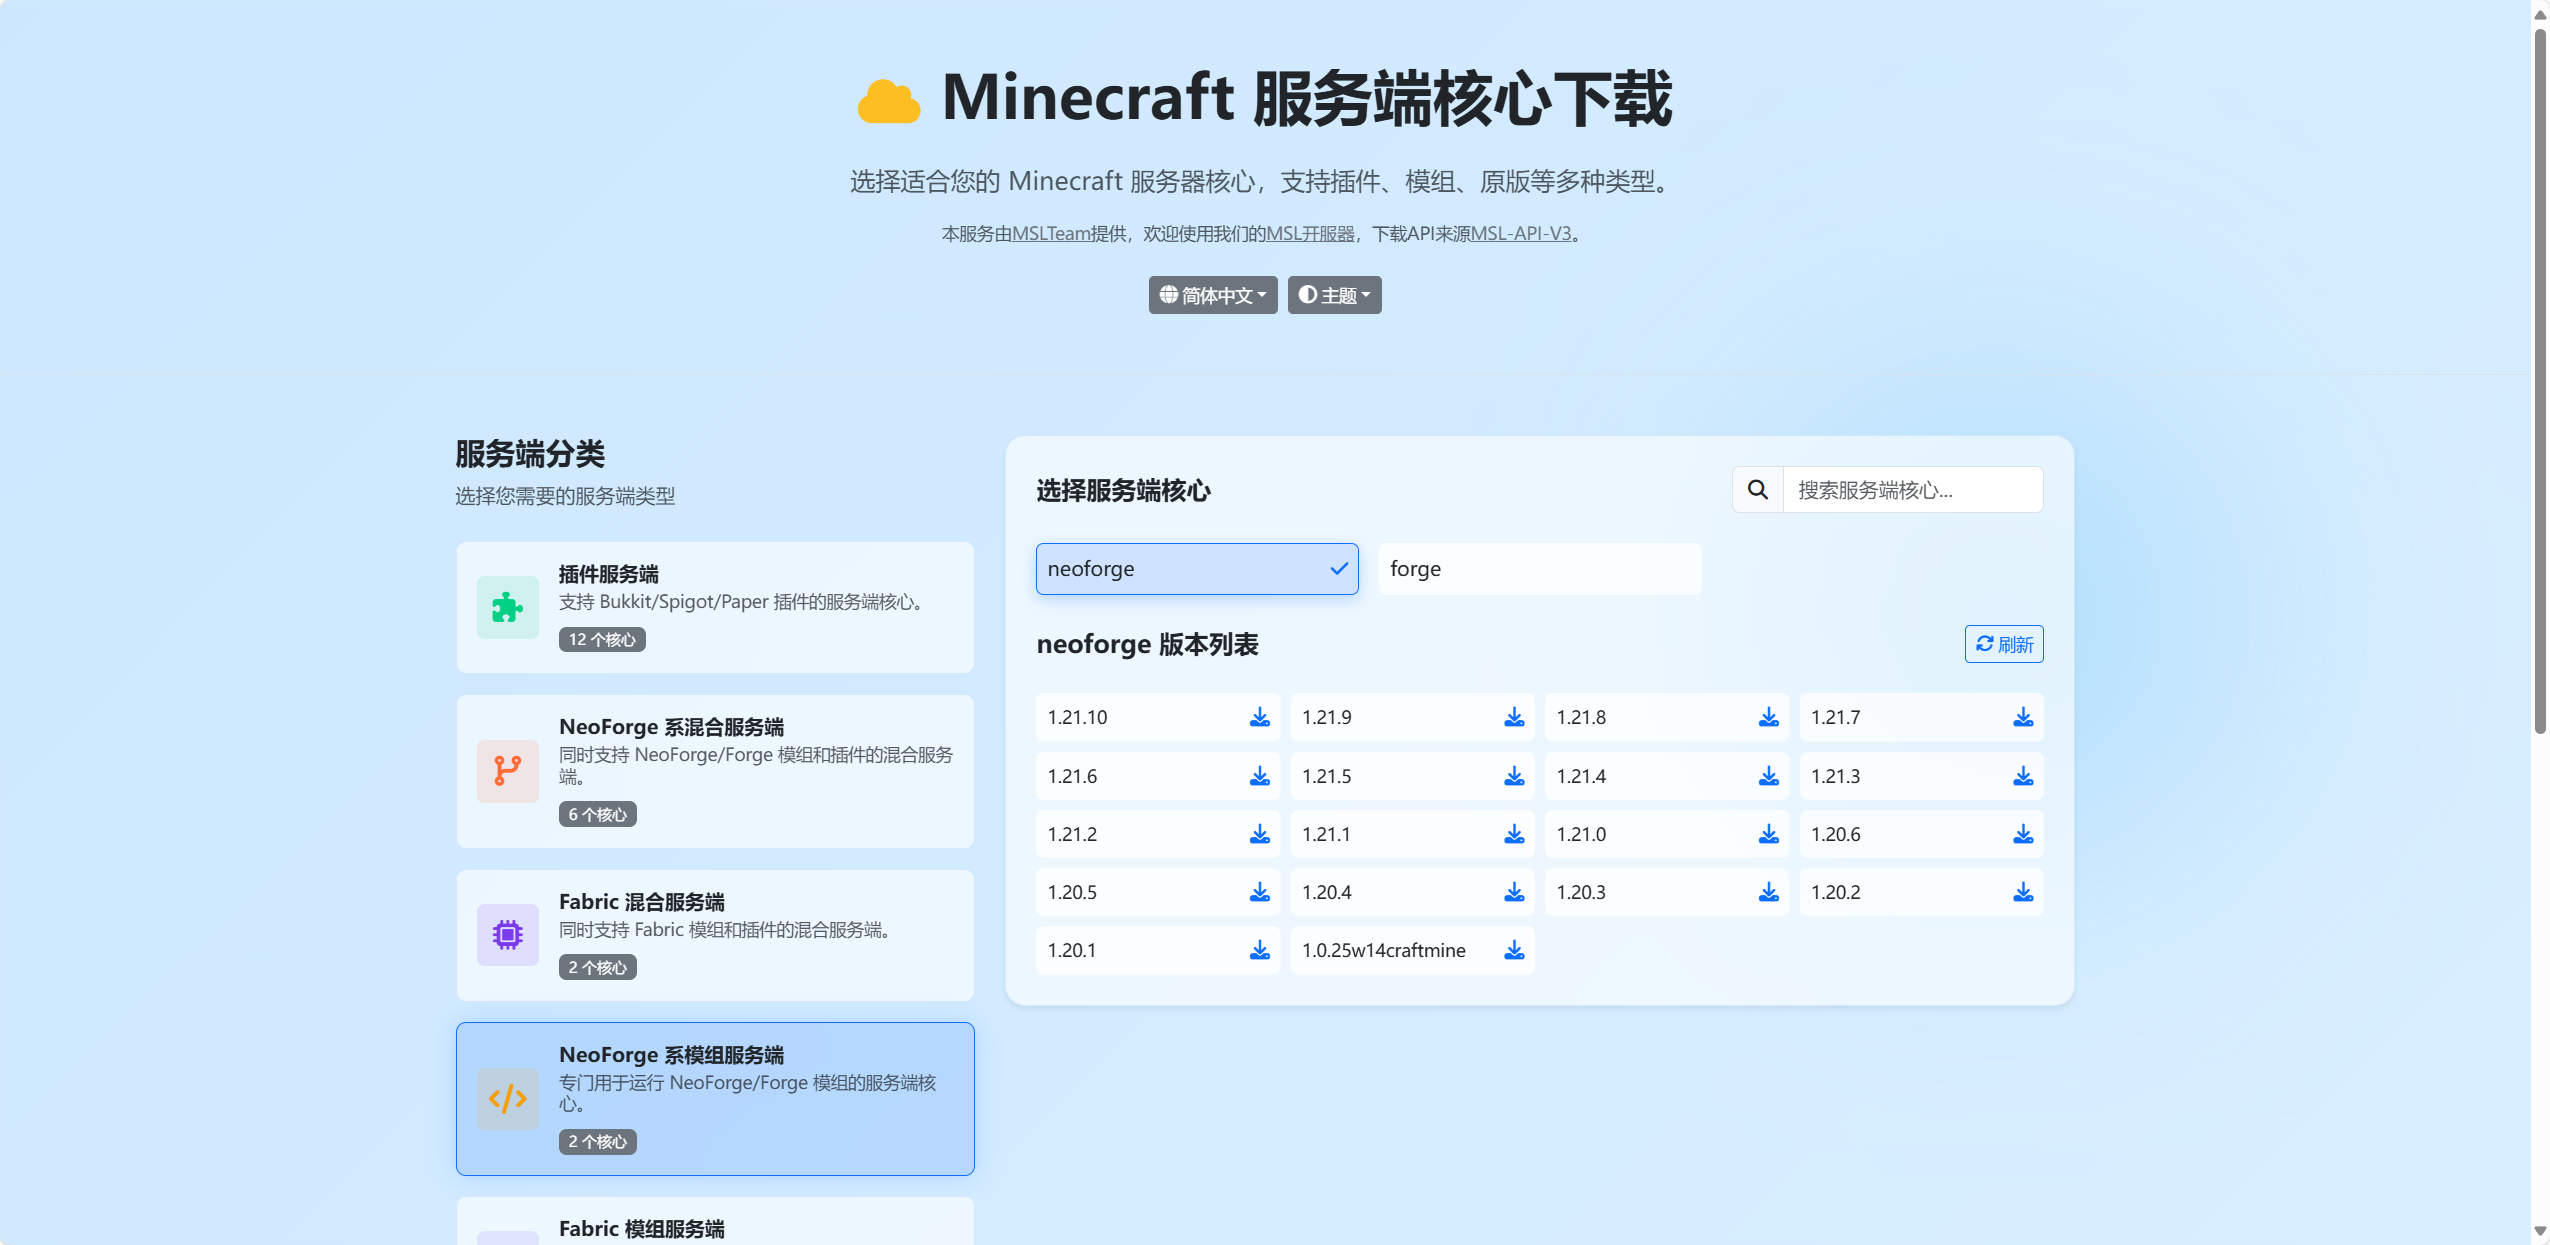 Minecraft 服务端核心下载
选择适合您的 Minecraft 服务器核心，支持插件、模组、原版等多种类型。
本服务由MSLTeam提供，欢迎使用我们的MSL开服器，下载API来源MSL-API-V3。
简体中文
主题
服务端分类
选择您需要的服务端类型
插件服务端
支持 Bukkit/Spigot/Paper 插件的服务端核心。
12 个核心
NeoForge 系混合服务端
同时支持 NeoForge/Forge 模组和插件的混合服务
端。
6 个核心
Fabric 混合服务端
同时支持 Fabric 模组和插件的混合服务端。
2 个核心
NeoForge 系模组服务端
专门用于运行 NeoForge/Forge 模组的服务端核
心。
2 个核心
Fabric 模组服务端
选择服务端核心
搜索服务端核心...
neoforge
forge
neoforge 版本列表
刷新
1.21.10
1.21.9
1.21.8
1.21.7
1.21.6
1.21.5
1.21.4
1.21.3
1.21.2
1.21.1
1.21.0
1.20.6
1.20.5
1.20.4
1.20.3
1.20.2
1.20.1
1.0.25w14craftmine